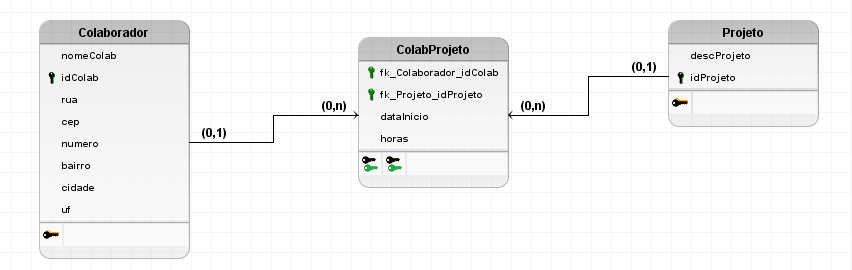 Colaborador
nomeColab
idColab
rua
cep
numero
bairro
cidade
uf
(0,1)
(0,n)
ColabProjeto
fk_Colaborador_idColab
fk_Projeto_idProjeto
dataInicio
horas
(0,n)
(0,1)
Projeto
descProjeto
idProjeto